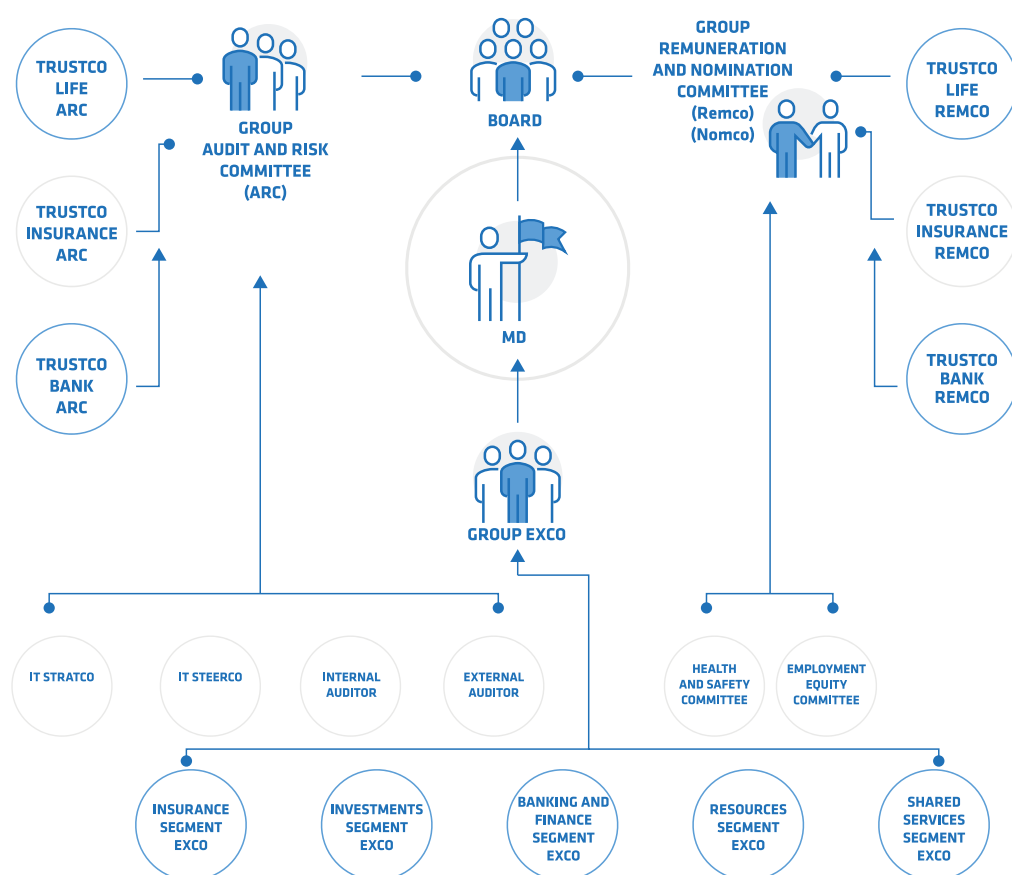 TRUSTCO
LIFE
ARC
GROUP
AUDIT AND RISK
COMMITTEE
(ARC)
BOARD
GROUP
REMUNERATION
AND NOMINATION
COMMITTEE
(Remco)
(Nomco)
TRUSTCO
LIFE
REMCO
TRUSTCO
INSURANCE
ARC
MD
TRUSTCO
INSURANCE
REMCO
TRUSTCO
BANK
ARC
TRUSTCO
BANK
REMCO
GROUP EXCO
IT STRATCO
IT STEERCO
INTERNAL
AUDITOR
EXTERNAL
AUDITOR
HEALTH
AND SAFETY
COMMITTEE
EMPLOYMENT
EQUITY
COMMITTEE
INSURANCE
SEGMENT
EXCO
INVESTMENTS
SEGMENT
EXCO
BANKING AND
FINANCE
SEGMENT
EXCO
RESOURCES
SEGMENT
EXCO
SHARED
SERVICES
SEGMENT
EXCO